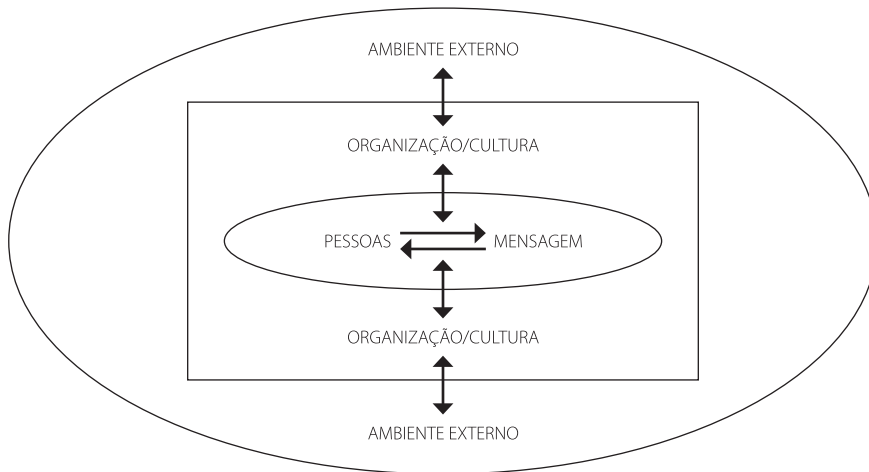 AMBIENTE EXTERNO
ORGANIZAÇÃO/CULTURA
PESSOAS MENSAGEM
ORGANIZAÇÃO/CULTURA
AMBIENTE EXTERNO